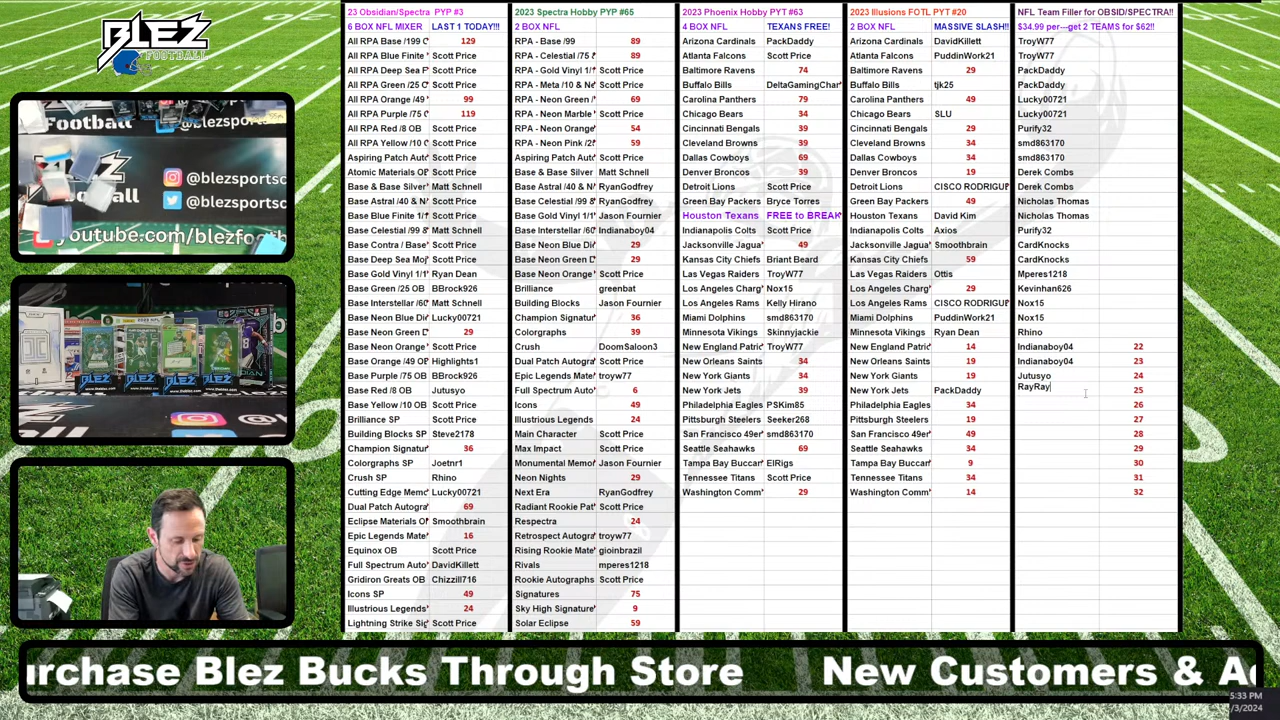 BLEZ
FOOTBALL
23 Obsidian/Spectra PYP #3
6 BOX NFL MIXER LAST 1 TODAY!!!
All RPA Base /199 129
All RPA Blue Finite Scott Price
All RPA Deep Sea Scott Price
All RPA Green /25 Scott Price
All RPA Orange /49 99
All RPA Purple /75 119
All RPA Red /8 OB Scott Price
All RPA Yellow /10 Scott Price
Aspiring Patch Aut Scott Price
Atomic Materials OB Scott Price
Base & Base Silver Matt Schnell
Base Astral /40 & N Scott Price
Base Blue Finite 1/ Scott Price
Base Celestial /99 & Matt Schnell
Base Contra / Base Scott Price
Base Deep Sea Moj Scott Price
Base Gold Vinyl 1/1 Ryan Dean
Base Green /25 OB BBrock926
Base Interstellar /60 Matt Schnell
Base Neon Blue Di Lucky00721
Base Neon Green 29
Base Neon Orange Scott Price
Base Orange /49 OB Highlights1
Base Purple /75 OB BBrock926
Base Red /8 OB Jutusyo
Base Yellow /10 OB Scott Price
Brilliance SP Scott Price
Building Blocks SP Steve2178
Champion Signatur 36
Colorgraphs SP Joetnr1
Crush SP Rhino
Cutting Edge Memo Lucky00721
Dual Patch Autogra 69
Eclipse Materials O Smoothbrain
Epic Legends Mate 16
Equinox OB Scott Price
Full Spectrum Auto DavidKillett
Gridiron Greats OB Chizzill716
Icons SP 49
Illustrious Legends 24
Lightning Strike Sig Scott Price
2023 Spectra Hobby PYP #65
2 BOX NFL
RPA - Base /99 89
RPA - Celestial /75 89
RPA - Gold Vinyl 1/ Scott Price
RPA - Meta /10 & Ne Scott Price
RPA - Neon Green / 69
RPA - Neon Marble Scott Price
RPA - Neon Orange 54
RPA - Neon Pink /2 59
Aspiring Patch Aut Scott Price
Base & Base Silver Matt Schnell
Base Astral /40 & N RyanGodfrey
Base Celestial /99 & RyanGodfrey
Base Gold Vinyl 1/1 Jason Fournier
Base Interstellar /60 Indianaboy04
Base Neon Blue Di 29
Base Neon Green 29
Base Neon Orange Scott Price
Brilliance greenbat
Building Blocks Jason Fournier
Champion Signatur 36
Colorgraphs 39
Crush DoomSaloon3
Dual Patch Autogra Scott Price
Epic Legends Mate troyw77
Full Spectrum Auto 6
Icons 49
Illustrious Legends 24
Main Character Scott Price
Max Impact Scott Price
Monumental Memo Jason Fournier
Neon Nights 29
Next Era RyanGodfrey
Radiant Rookie Pat Scott Price
Respectra 24
Retrospect Autogra troyw77
Rising Rookie Mate gioinbrazil
Rivals mperes1218
Rookie Autographs Scott Price
Signatures 75
Sky High Signature 9
Solar Eclipse 59
2023 Phoenix Hobby PYT #63
4 BOX NFL TEXANS FREE!
Arizona Cardinals PackDaddy
Atlanta Falcons Scott Price
Baltimore Ravens 74
Buffalo Bills DeltaGamingChar
Carolina Panthers 79
Chicago Bears 34
Cincinnati Bengals 39
Cleveland Browns 39
Dallas Cowboys 69
Denver Broncos 39
Detroit Lions Scott Price
Green Bay Packers Bryce Torres
Houston Texans FREE to BREAK
Indianapolis Colts Scott Price
Jacksonville Jagua 49
Kansas City Chiefs Briant Beard
Las Vegas Raiders TroyW77
Los Angeles Charg Nox15
Los Angeles Rams Kelly Hirano
Miami Dolphins smd863170
Minnesota Vikings Skinnyjackie
New England Patric TroyW77
New Orleans Saints 34
New York Giants 34
New York Jets 39
Philadelphia Eagles PSKim85
Pittsburgh Steelers Seeker268
San Francisco 49er smd863170
Seattle Seahawks 69
Tampa Bay Buccan ElRigs
Tennessee Titans Scott Price
Washington Comm 29
2023 Illusions FOTL PYT #20
2 BOX NFL MASSIVE SLASH!!
Arizona Cardinals DavidKillett
Atlanta Falcons PuddinWork21
Baltimore Ravens 29
Buffalo Bills tjk25
Carolina Panthers 49
Chicago Bears SLU
Cincinnati Bengals 29
Cleveland Browns 34
Dallas Cowboys 34
Denver Broncos 19
Detroit Lions CISCO RODRIGU
Green Bay Packers 49
Houston Texans David Kim
Indianapolis Colts Axios
Jacksonville Jagua Smoothbrain
Kansas City Chiefs 59
Las Vegas Raiders Ottis
Los Angeles Charg 29
Los Angeles Rams CISCO RODRIGU
Miami Dolphins PuddinWork21
Minnesota Vikings Ryan Dean
New England Patric 14
New Orleans Saints 19
New York Giants 19
New York Jets PackDaddy
Philadelphia Eagles 34
Pittsburgh Steelers 19
San Francisco 49er 49
Seattle Seahawks 34
Tampa Bay Buccan 9
Tennessee Titans 34
Washington Comm 14
NFL Team Filler for OBSID/SPECTRA!!
$34.99 per---get 2 TEAMS for $62!!
TroyW77
TroyW77
PackDaddy
PackDaddy
Lucky00721
Lucky00721
Purify32
smd863170
smd863170
Derek Combs
Derek Combs
Nicholas Thomas
Nicholas Thomas
Purify32
CardKnocks
CardKnocks
Mperes1218
Kevinhan626
Nox15
Nox15
Rhino
Indianaboy04 22
Indianaboy04 23
Jutusyo 24
RayRay 25
26
27
28
29
30
31
32
Football
@blezsports
@blezsportsc
@blezsports
youtube.com/blezfootb
urchase Blez Bucks Through Store New Customers & A
5:33 PM
/3/2024